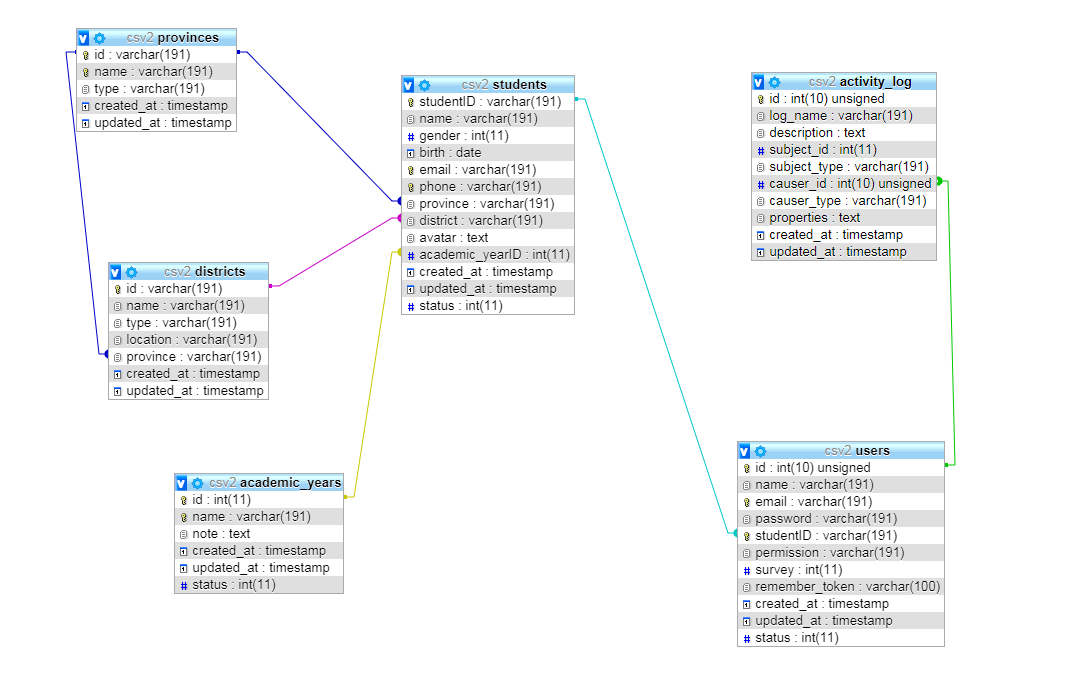 csv2 provinces
id : varchar(191)
name : varchar(191)
type : varchar(191)
created_at : timestamp
updated_at : timestamp
csv2 students
studentID : varchar(191)
name : varchar(191)
gender : int(11)
birth : date
email : varchar(191)
phone : varchar(191)
province : varchar(191)
district : varchar(191)
avatar : text
academic_yearID : int(11)
created_at : timestamp
updated_at : timestamp
status : int(11)
csv2 activity_log
id : int(10) unsigned
log_name : varchar(191)
description : text
subject_id : int(11)
subject_type : varchar(191)
causer_id : int(10) unsigned
causer_type : varchar(191)
properties : text
created_at : timestamp
updated_at : timestamp
csv2 districts
id : varchar(191)
name : varchar(191)
type : varchar(191)
location : varchar(191)
province : varchar(191)
created_at : timestamp
updated_at : timestamp
csv2 academic_years
id : int(11)
name : varchar(191)
note : text
created_at : timestamp
updated_at : timestamp
status : int(11)
csv2 users
id : int(10) unsigned
name : varchar(191)
email : varchar(191)
password : varchar(191)
studentID : varchar(191)
permission : varchar(191)
survey : int(11)
remember_token : varchar(100)
created_at : timestamp
updated_at : timestamp
status : int(11)